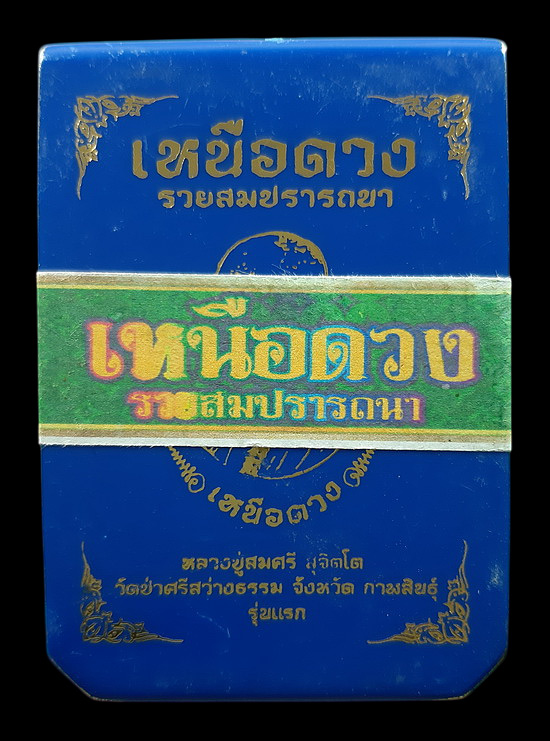 เหนือดวง
รวยสมปรารถนา
เหนือดวง
รวยสมปรารถนา
เหนือดวง
หลวงปู่สมศรี สุจิตโต
วัดป่าศรีสว่างธรรม จังหวัด กาฬสินธุ์
รุ่นแรก